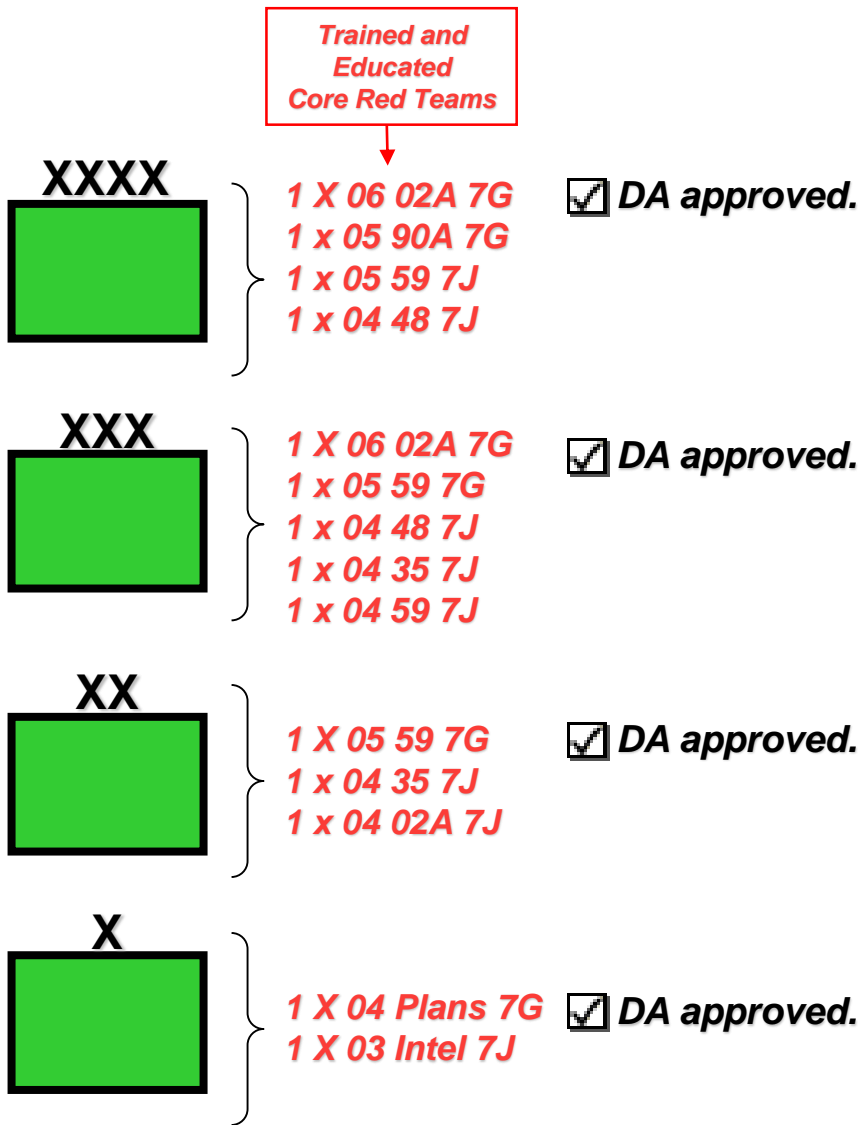 Trained and
Educated
Core Red Teams
XXXX
1 X 06 02A 7G
1 x 05 90A 7G
1 x 05 59 7J
1 x 04 48 7J
DA approved.
XXX
1 X 06 02A 7G
1 x 05 59 7G
1 x 04 48 7J
1 x 04 35 7J
1 x 04 59 7J
DA approved.
XX
1 X 05 59 7G
1 x 04 35 7J
1 x 04 02A 7J
DA approved.
X
1 X 04 Plans 7G
1 X 03 Intel 7J
DA approved.